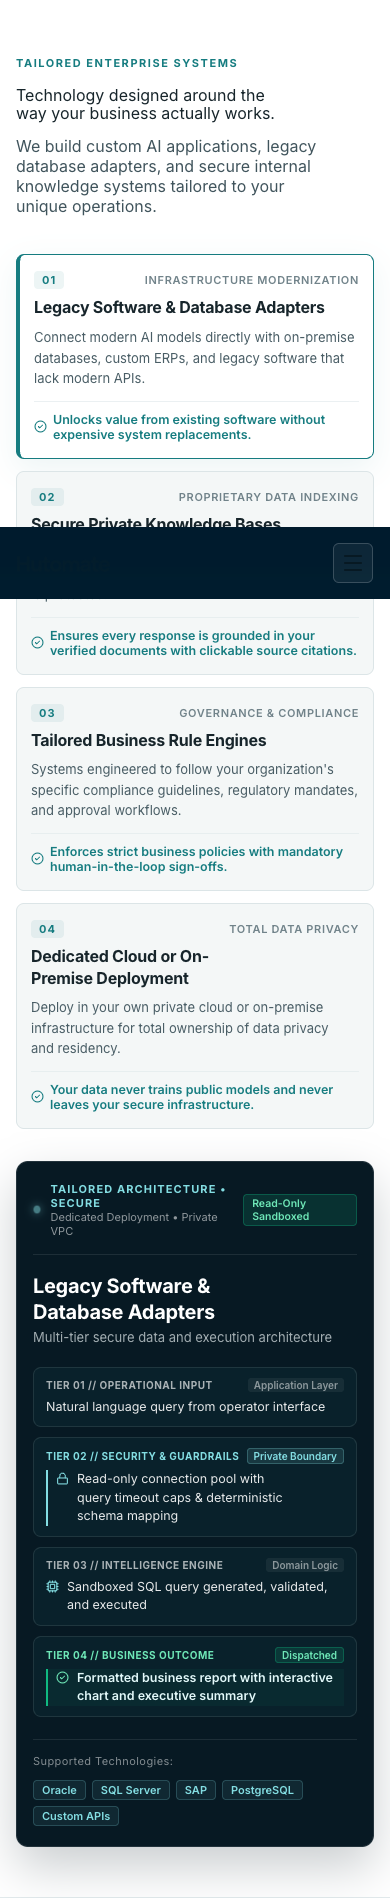 TAILORED ENTERPRISE SYSTEMS
Technology designed around the
way your business actually works.
We build custom AI applications, legacy
database adapters, and secure internal
knowledge systems tailored to your
unique operations.
01
INFRASTRUCTURE MODERNIZATION
Legacy Software & Database Adapters
Connect modern AI models directly with on-premise
databases, custom ERPs, and legacy software that
lack modern APIs.
Unlocks value from existing software without
expensive system replacements.
02
PROPRIETARY DATA INDEXING
Secure Private Knowledge Bases
Ensures every response is grounded in your
verified documents with clickable source citations.
03
GOVERNANCE & COMPLIANCE
Tailored Business Rule Engines
Systems engineered to follow your organization's
specific compliance guidelines, regulatory mandates,
and approval workflows.
Enforces strict business policies with mandatory
human-in-the-loop sign-offs.
04
TOTAL DATA PRIVACY
Dedicated Cloud or On-
Premise Deployment
Deploy in your own private cloud or on-premise
infrastructure for total ownership of data privacy
and residency.
Your data never trains public models and never
leaves your secure infrastructure.
TAILORED ARCHITECTURE •
SECURE
Dedicated Deployment • Private
VPC
Read-Only
Sandboxed
Legacy Software &
Database Adapters
Multi-tier secure data and execution architecture
TIER 01 // OPERATIONAL INPUT
Application Layer
Natural language query from operator interface
TIER 02 // SECURITY & GUARDRAILS
Private Boundary
Read-only connection pool with
query timeout caps & deterministic
schema mapping
TIER 03 // INTELLIGENCE ENGINE
Domain Logic
Sandboxed SQL query generated, validated,
and executed
TIER 04 // BUSINESS OUTCOME
Dispatched
Formatted business report with interactive
chart and executive summary
Supported Technologies:
Oracle
SQL Server
SAP
PostgreSQL
Custom APIs